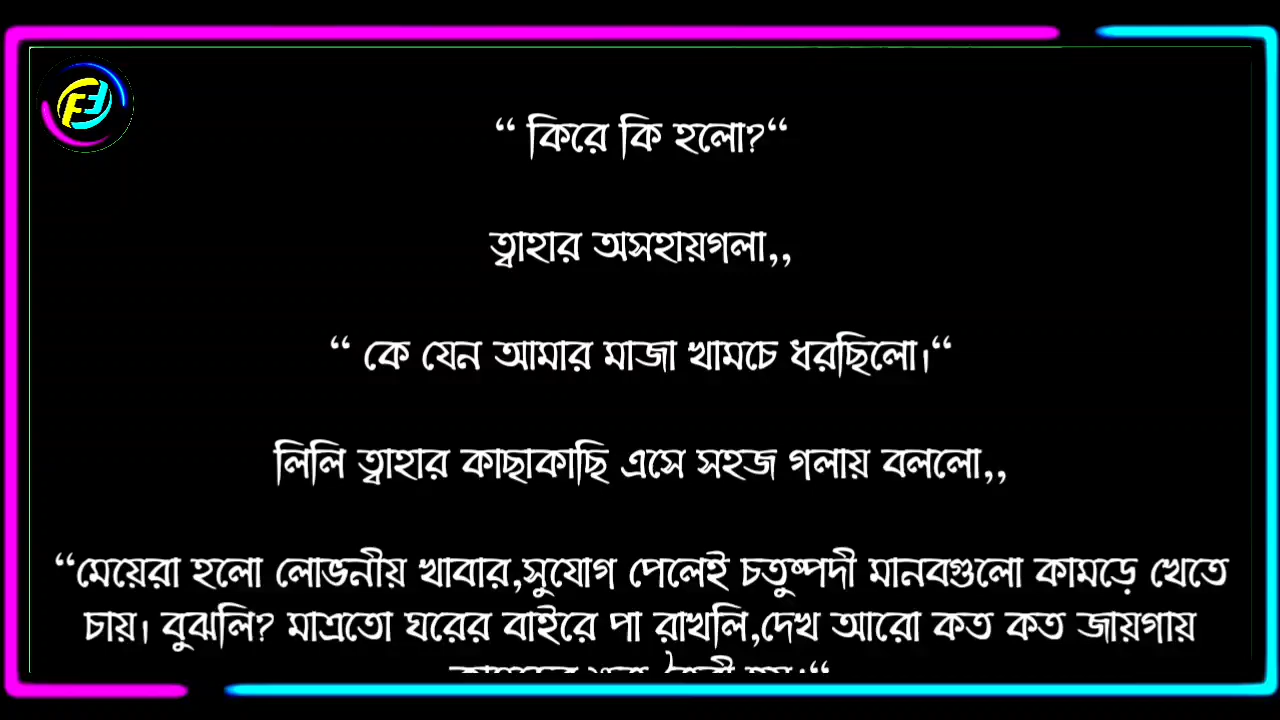 “ কিরে কি হলো?“
ত্বাহার অসহায়গলা,,
“ কে যেন আমার মাজা খামচে ধরছিলো।“
লিলি ত্বাহার কাছাকাছি এসে সহজ গলায় বললো,,
“মেয়েরা হলো লোভনীয় খাবার,সুযোগ পেলেই চতুষ্পদী মানবগুলো কামড়ে খেতে
চায়। বুঝলি? মাত্রতো ঘরের বাইরে পা রাখলি,দেখ আরো কত কত জায়গায়